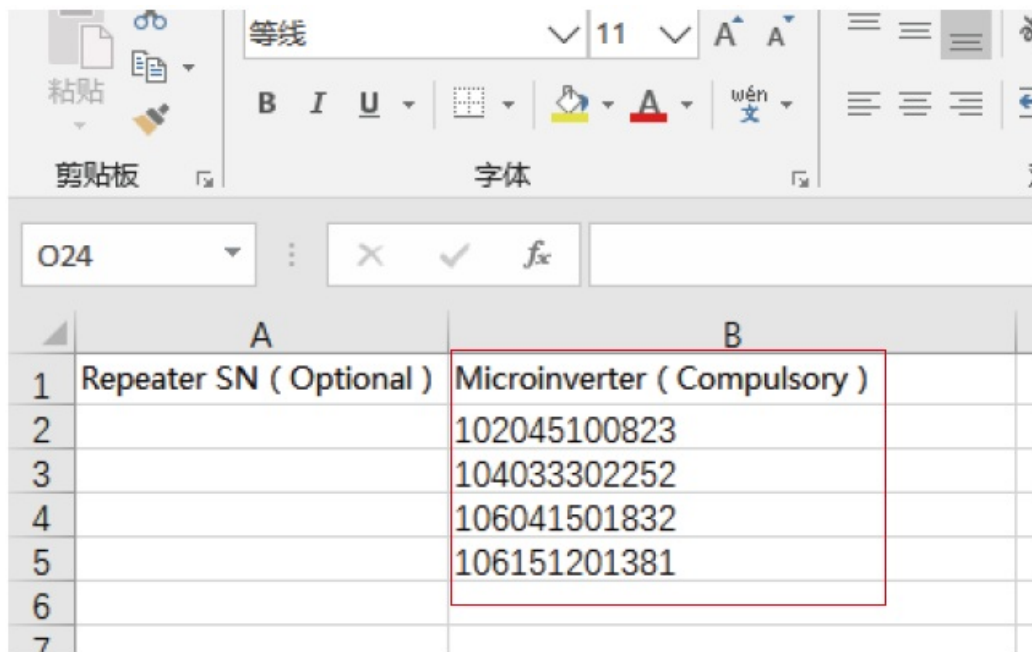 等线 11 A A
粘贴
B I U A wén 文
剪贴板 字体
O24 fx
A B
1 Repeater SN ( Optional ) Microinverter ( Compulsory )
2 102045100823
3 104033302252
4 106041501832
5 106151201381
6
7